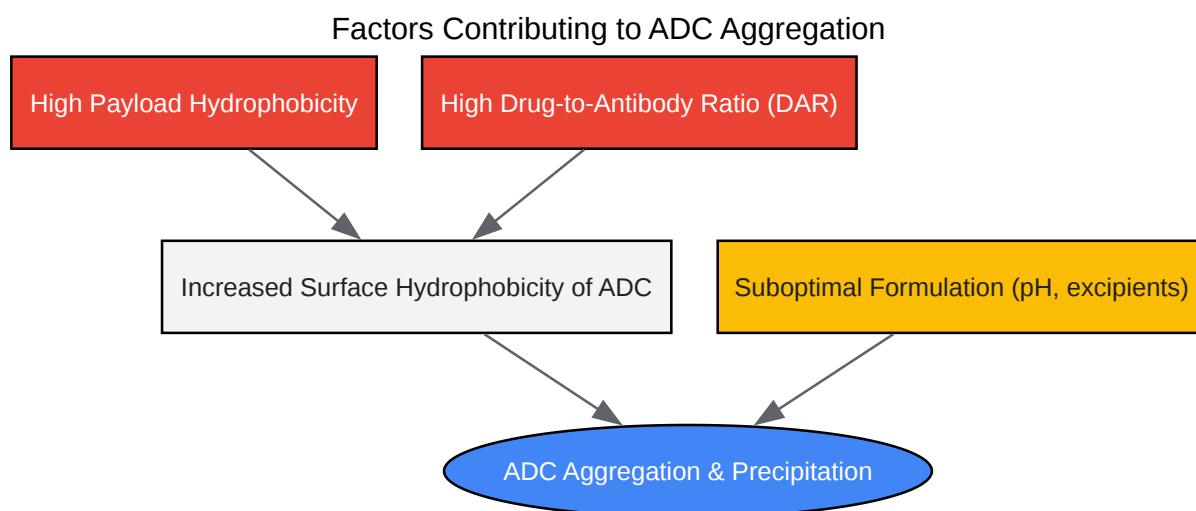 Factors Contributing to ADC Aggregation
High Payload Hydrophobicity
High Drug-to-Antibody Ratio (DAR)
Increased Surface Hydrophobicity of ADC
Suboptimal Formulation (pH, excipients)
ADC Aggregation & Precipitation